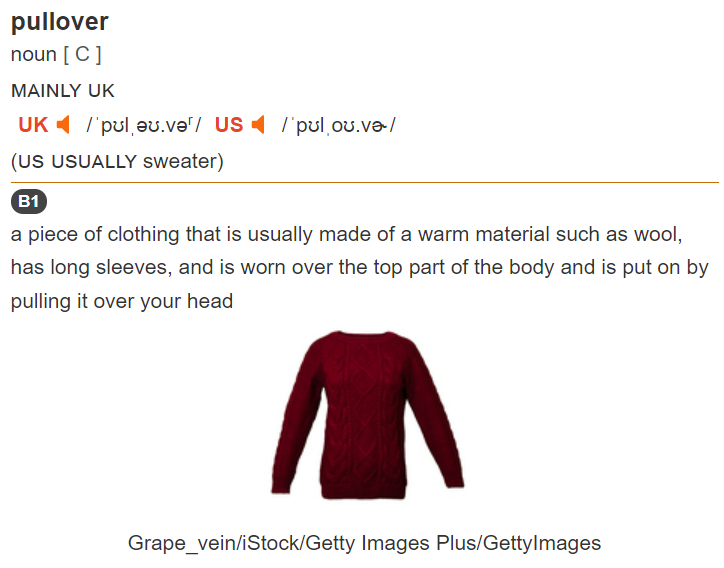 pullover
noun [ C ]
MAINLY UK
UK /ˈpʊlˌəʊ.vəʳ/ US /ˈpʊlˌoʊ.vɚ/
(US USUALLY sweater)
B1
a piece of clothing that is usually made of a warm material such as wool,
has long sleeves, and is worn over the top part of the body and is put on by
pulling it over your head
Grape_vein/iStock/Getty Images Plus/GettyImages